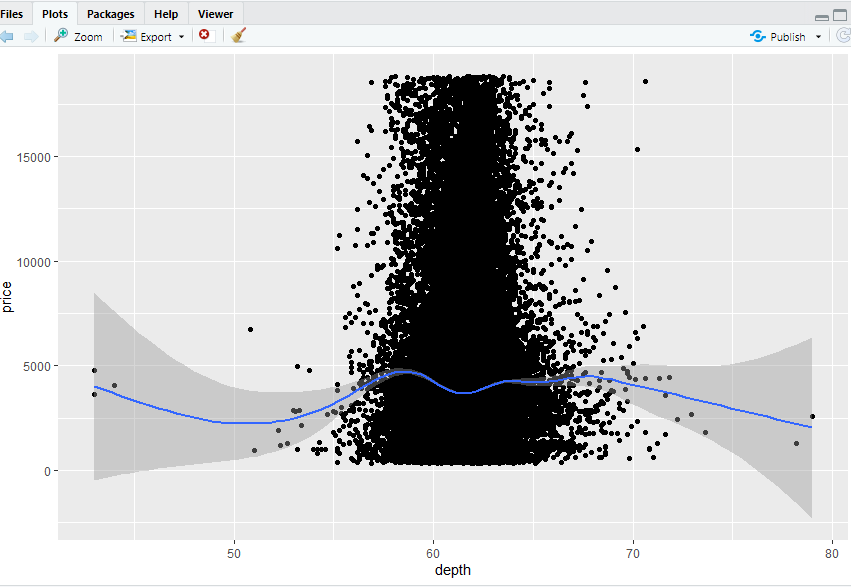 Files Plots Packages Help Viewer
Zoom Export Publish
15000
10000
5000
0
price
50 60 70 80
depth